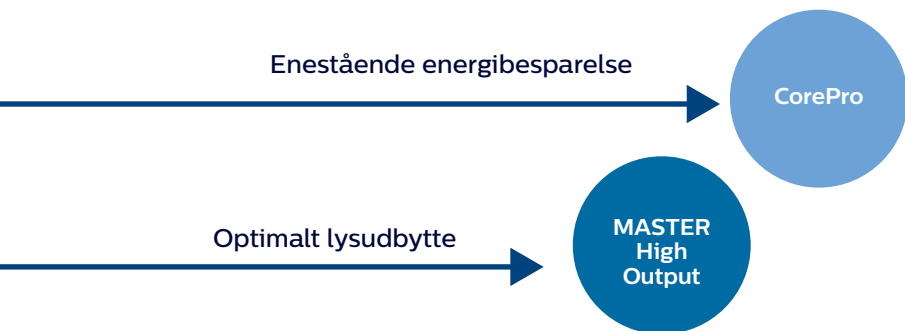 Enestående energibesparelse
CorePro
Optimalt lysudbytte
MASTER
High
Output